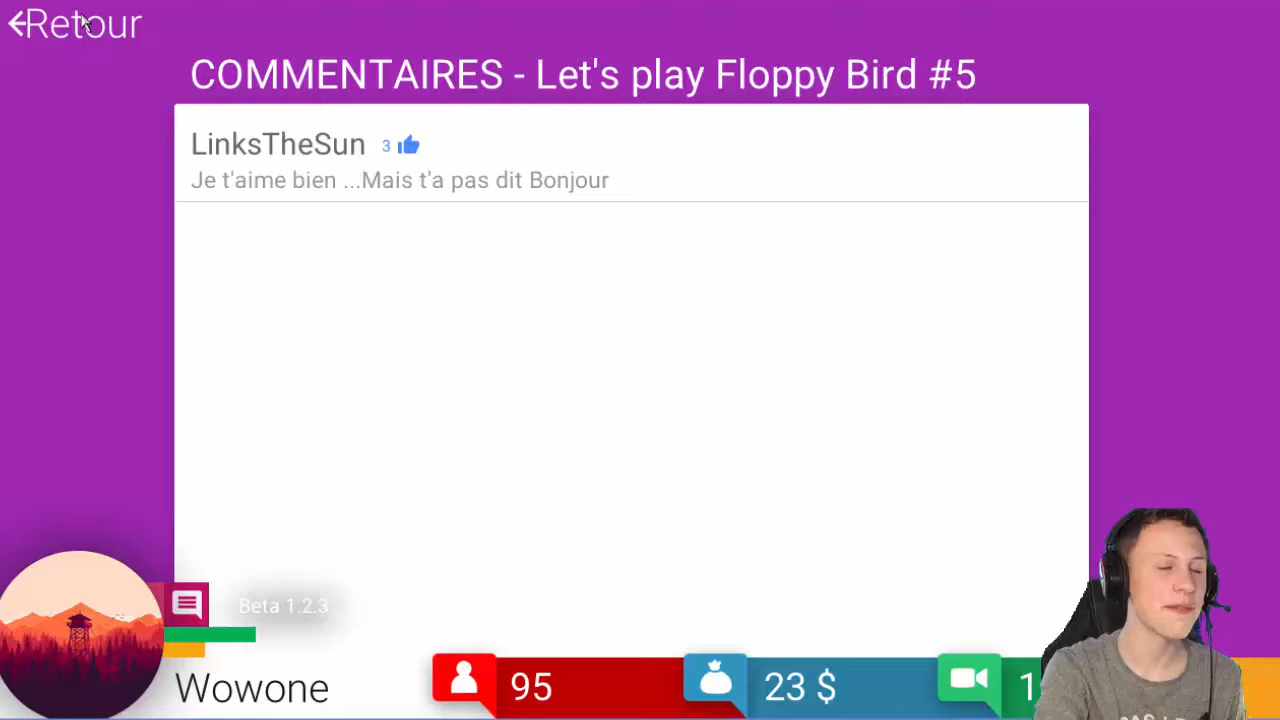 Retour
COMMENTAIRES - Let's play Floppy Bird #5
LinksTheSun 3
Je t'aime bien ...Mais t'a pas dit Bonjour
Beta 1.2.3
Wowone
95
23 $